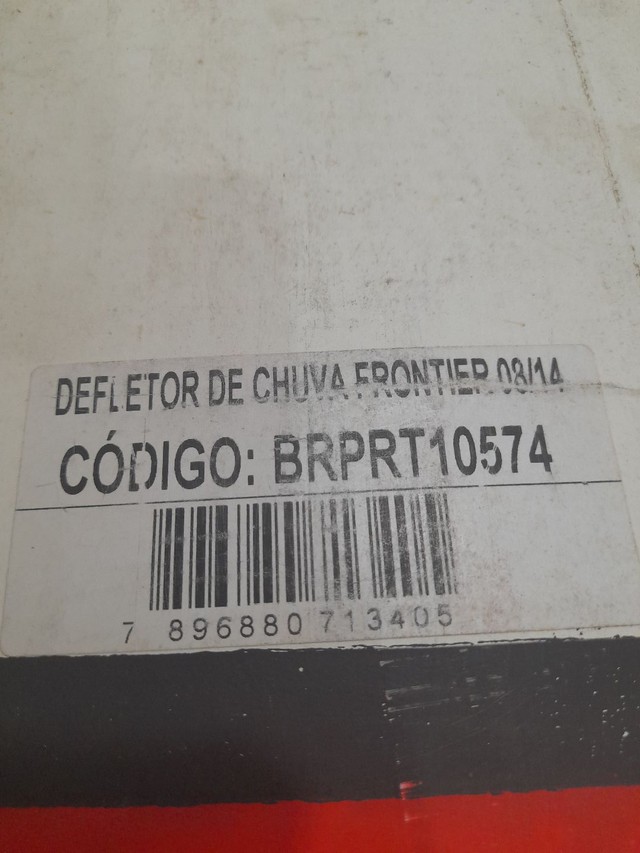 DEFLETOR DE CHUVA FRONTIER 08/14
CÓDIGO: BRPRT10574
7 896880 713405